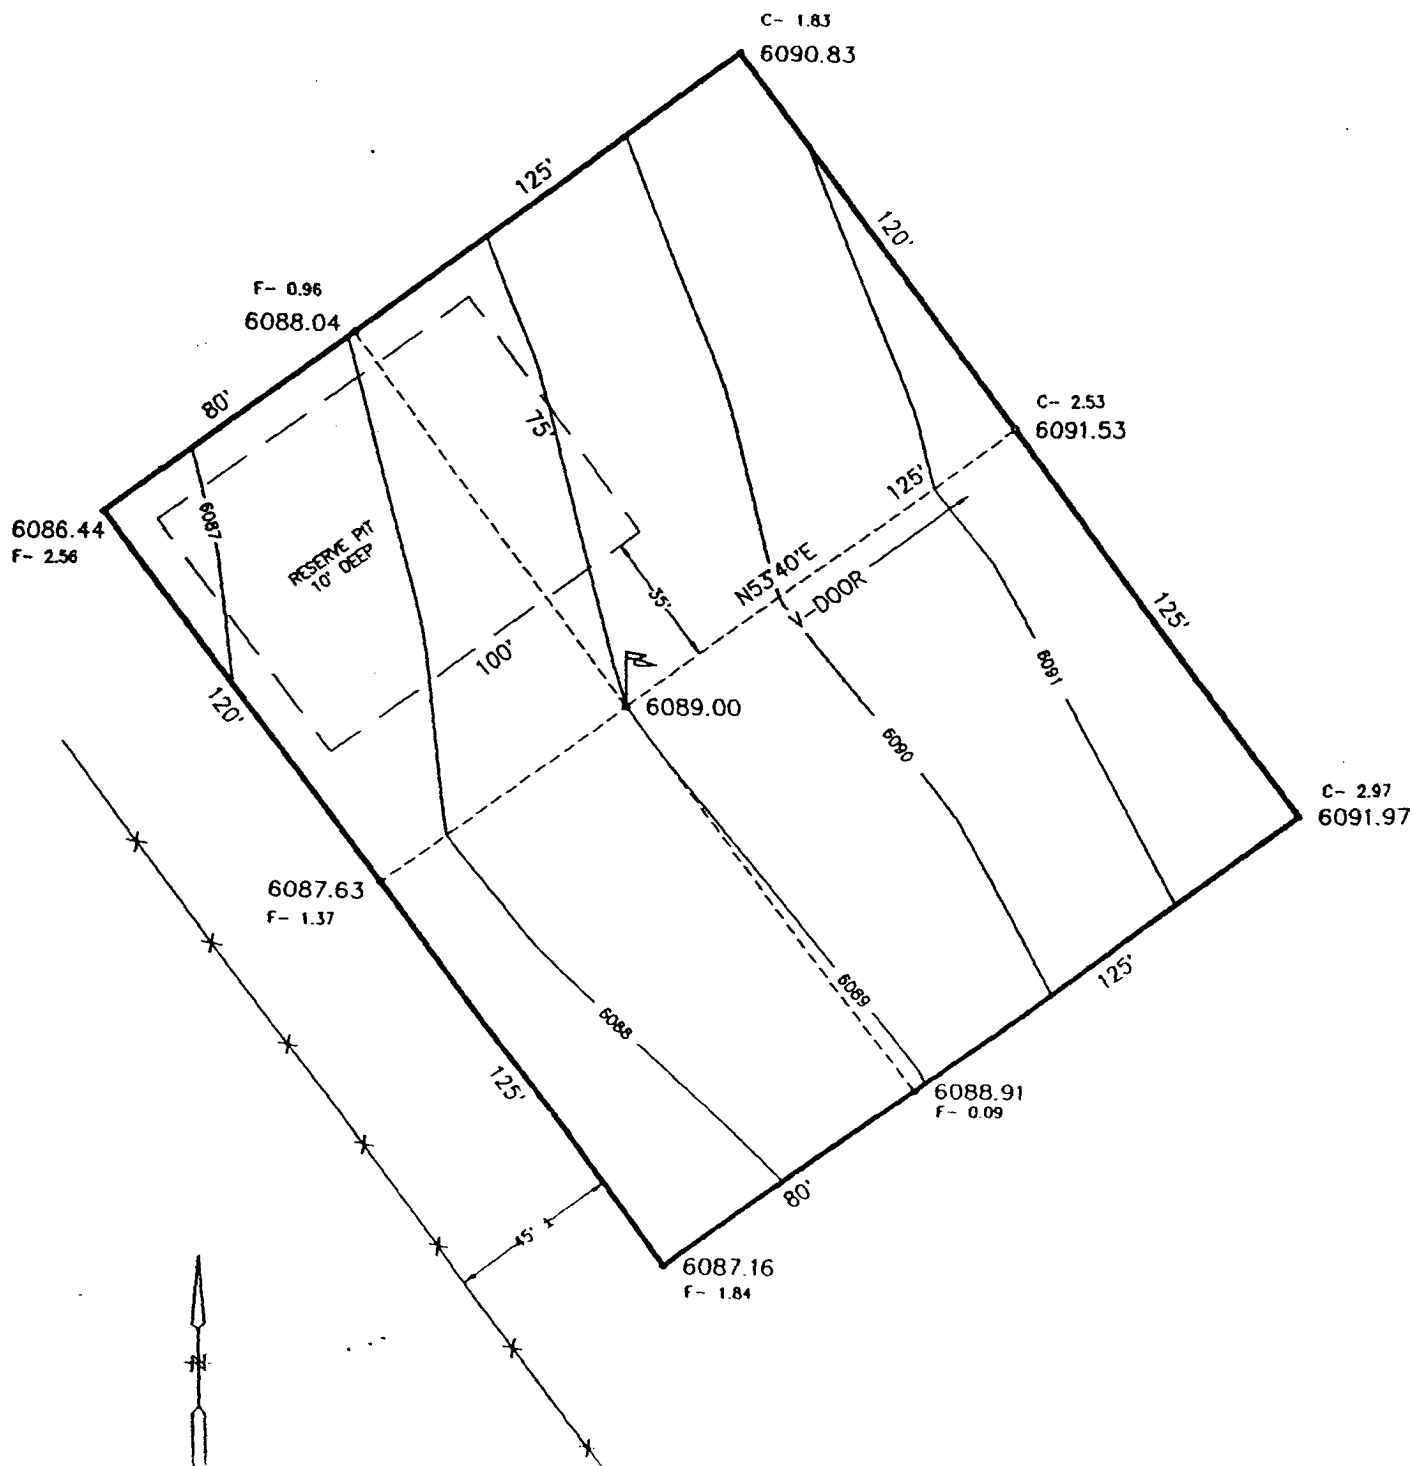 C- 1.83
6090.83
125'
120'
F- 0.96
6088.04
80'
C- 2.53
6091.53
75'
125'
6087
6086.44
F- 2.56
RESERVE PIT
10' DEEP
N53°40'E
V-DOOR
35'
125'
100'
6091
120'
6089.00
6090
C- 2.97
6091.97
6087.63
F- 1.37
125'
6089
6088
125'
6088.91
F- 0.09
80'
45' ±
6087.16
F- 1.84
N